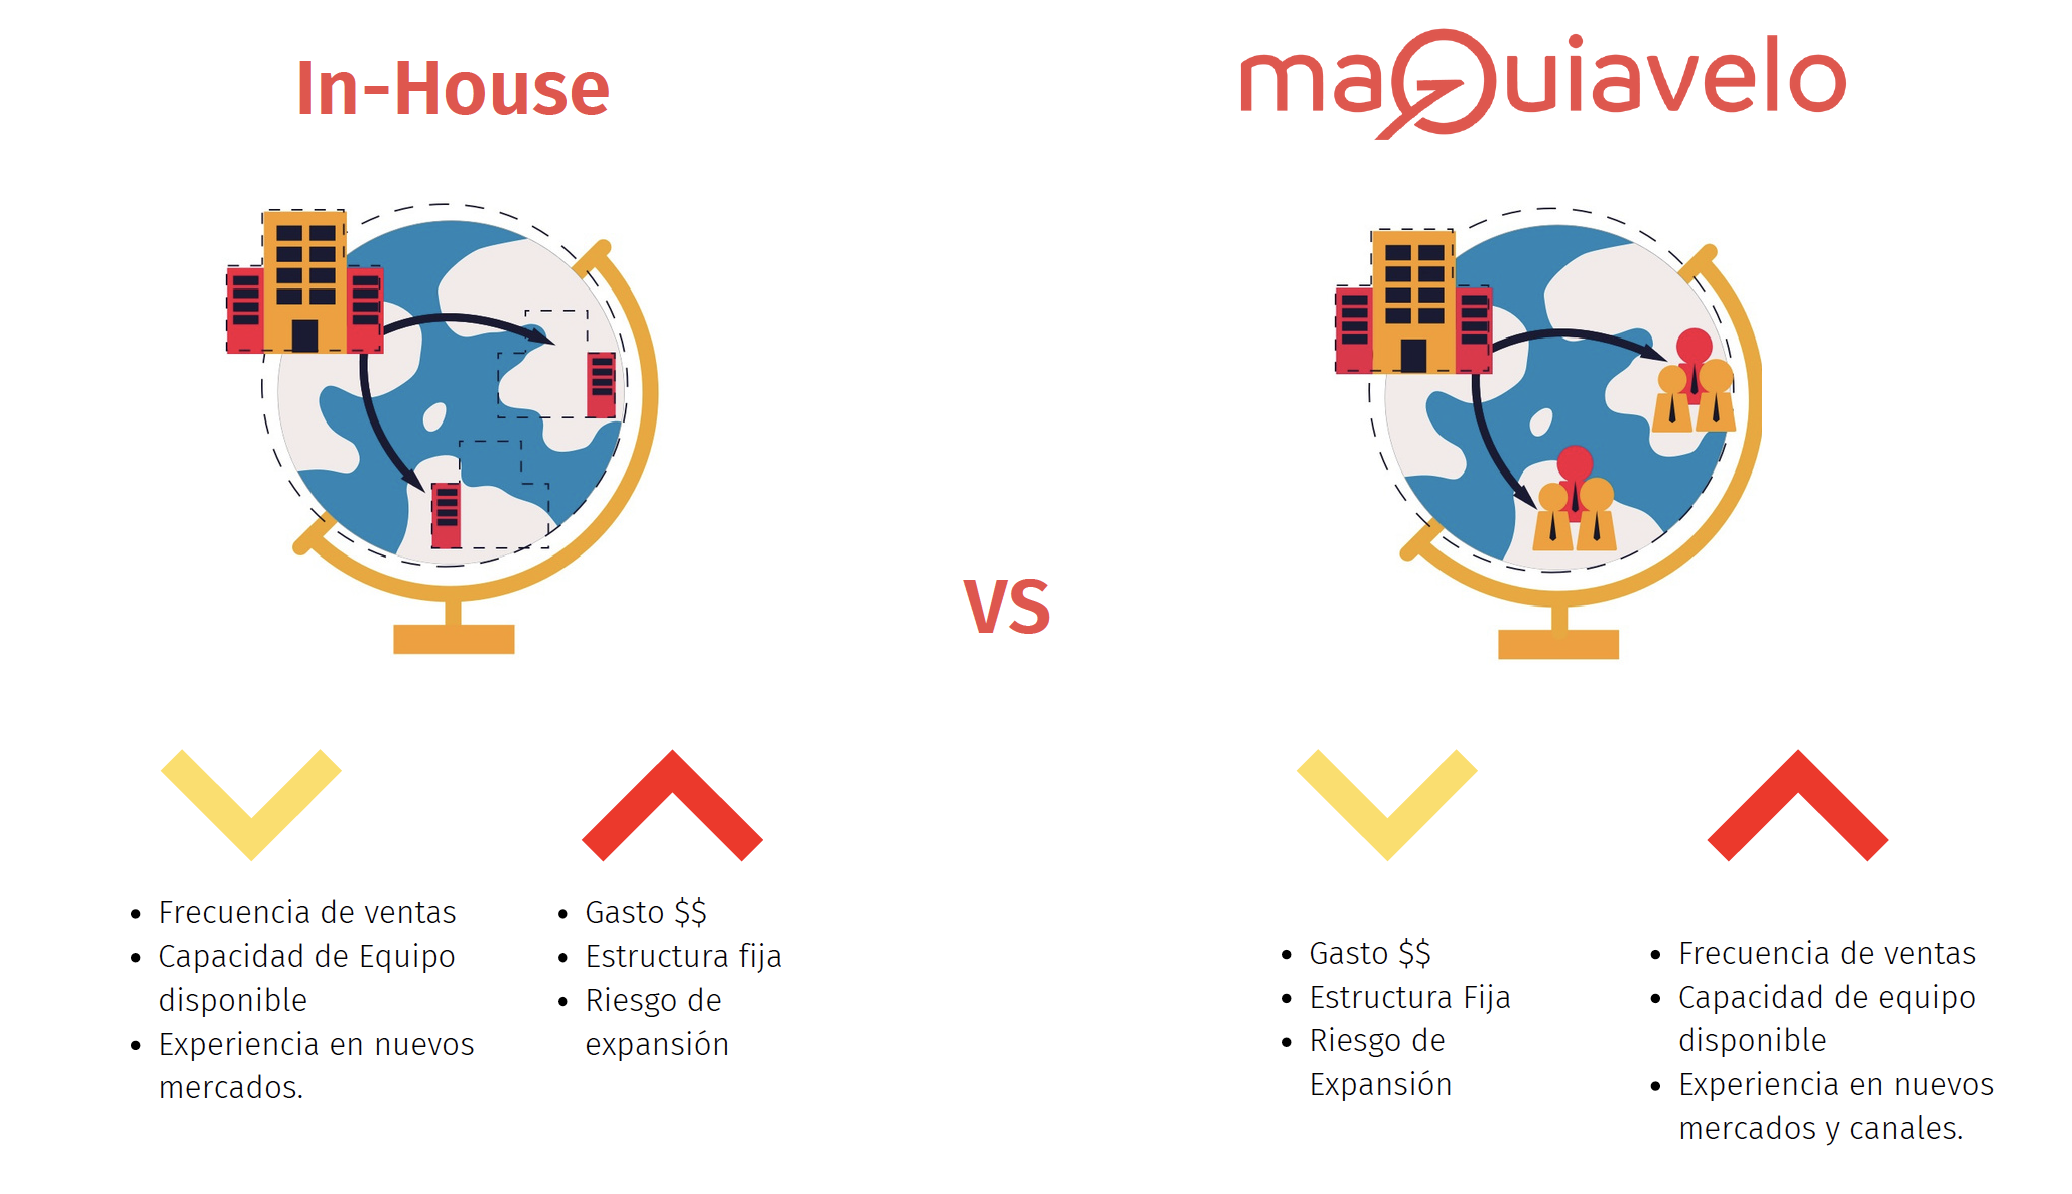 In-House
maQuiavelo
VS
• Frecuencia de ventas
• Capacidad de Equipo
disponible
• Experiencia en nuevos
mercados.
• Gasto $$
• Estructura fija
• Riesgo de
expansión
• Gasto $$
• Estructura Fija
• Riesgo de
Expansión
• Frecuencia de ventas
• Capacidad de equipo
disponible
• Experiencia en nuevos
mercados y canales.